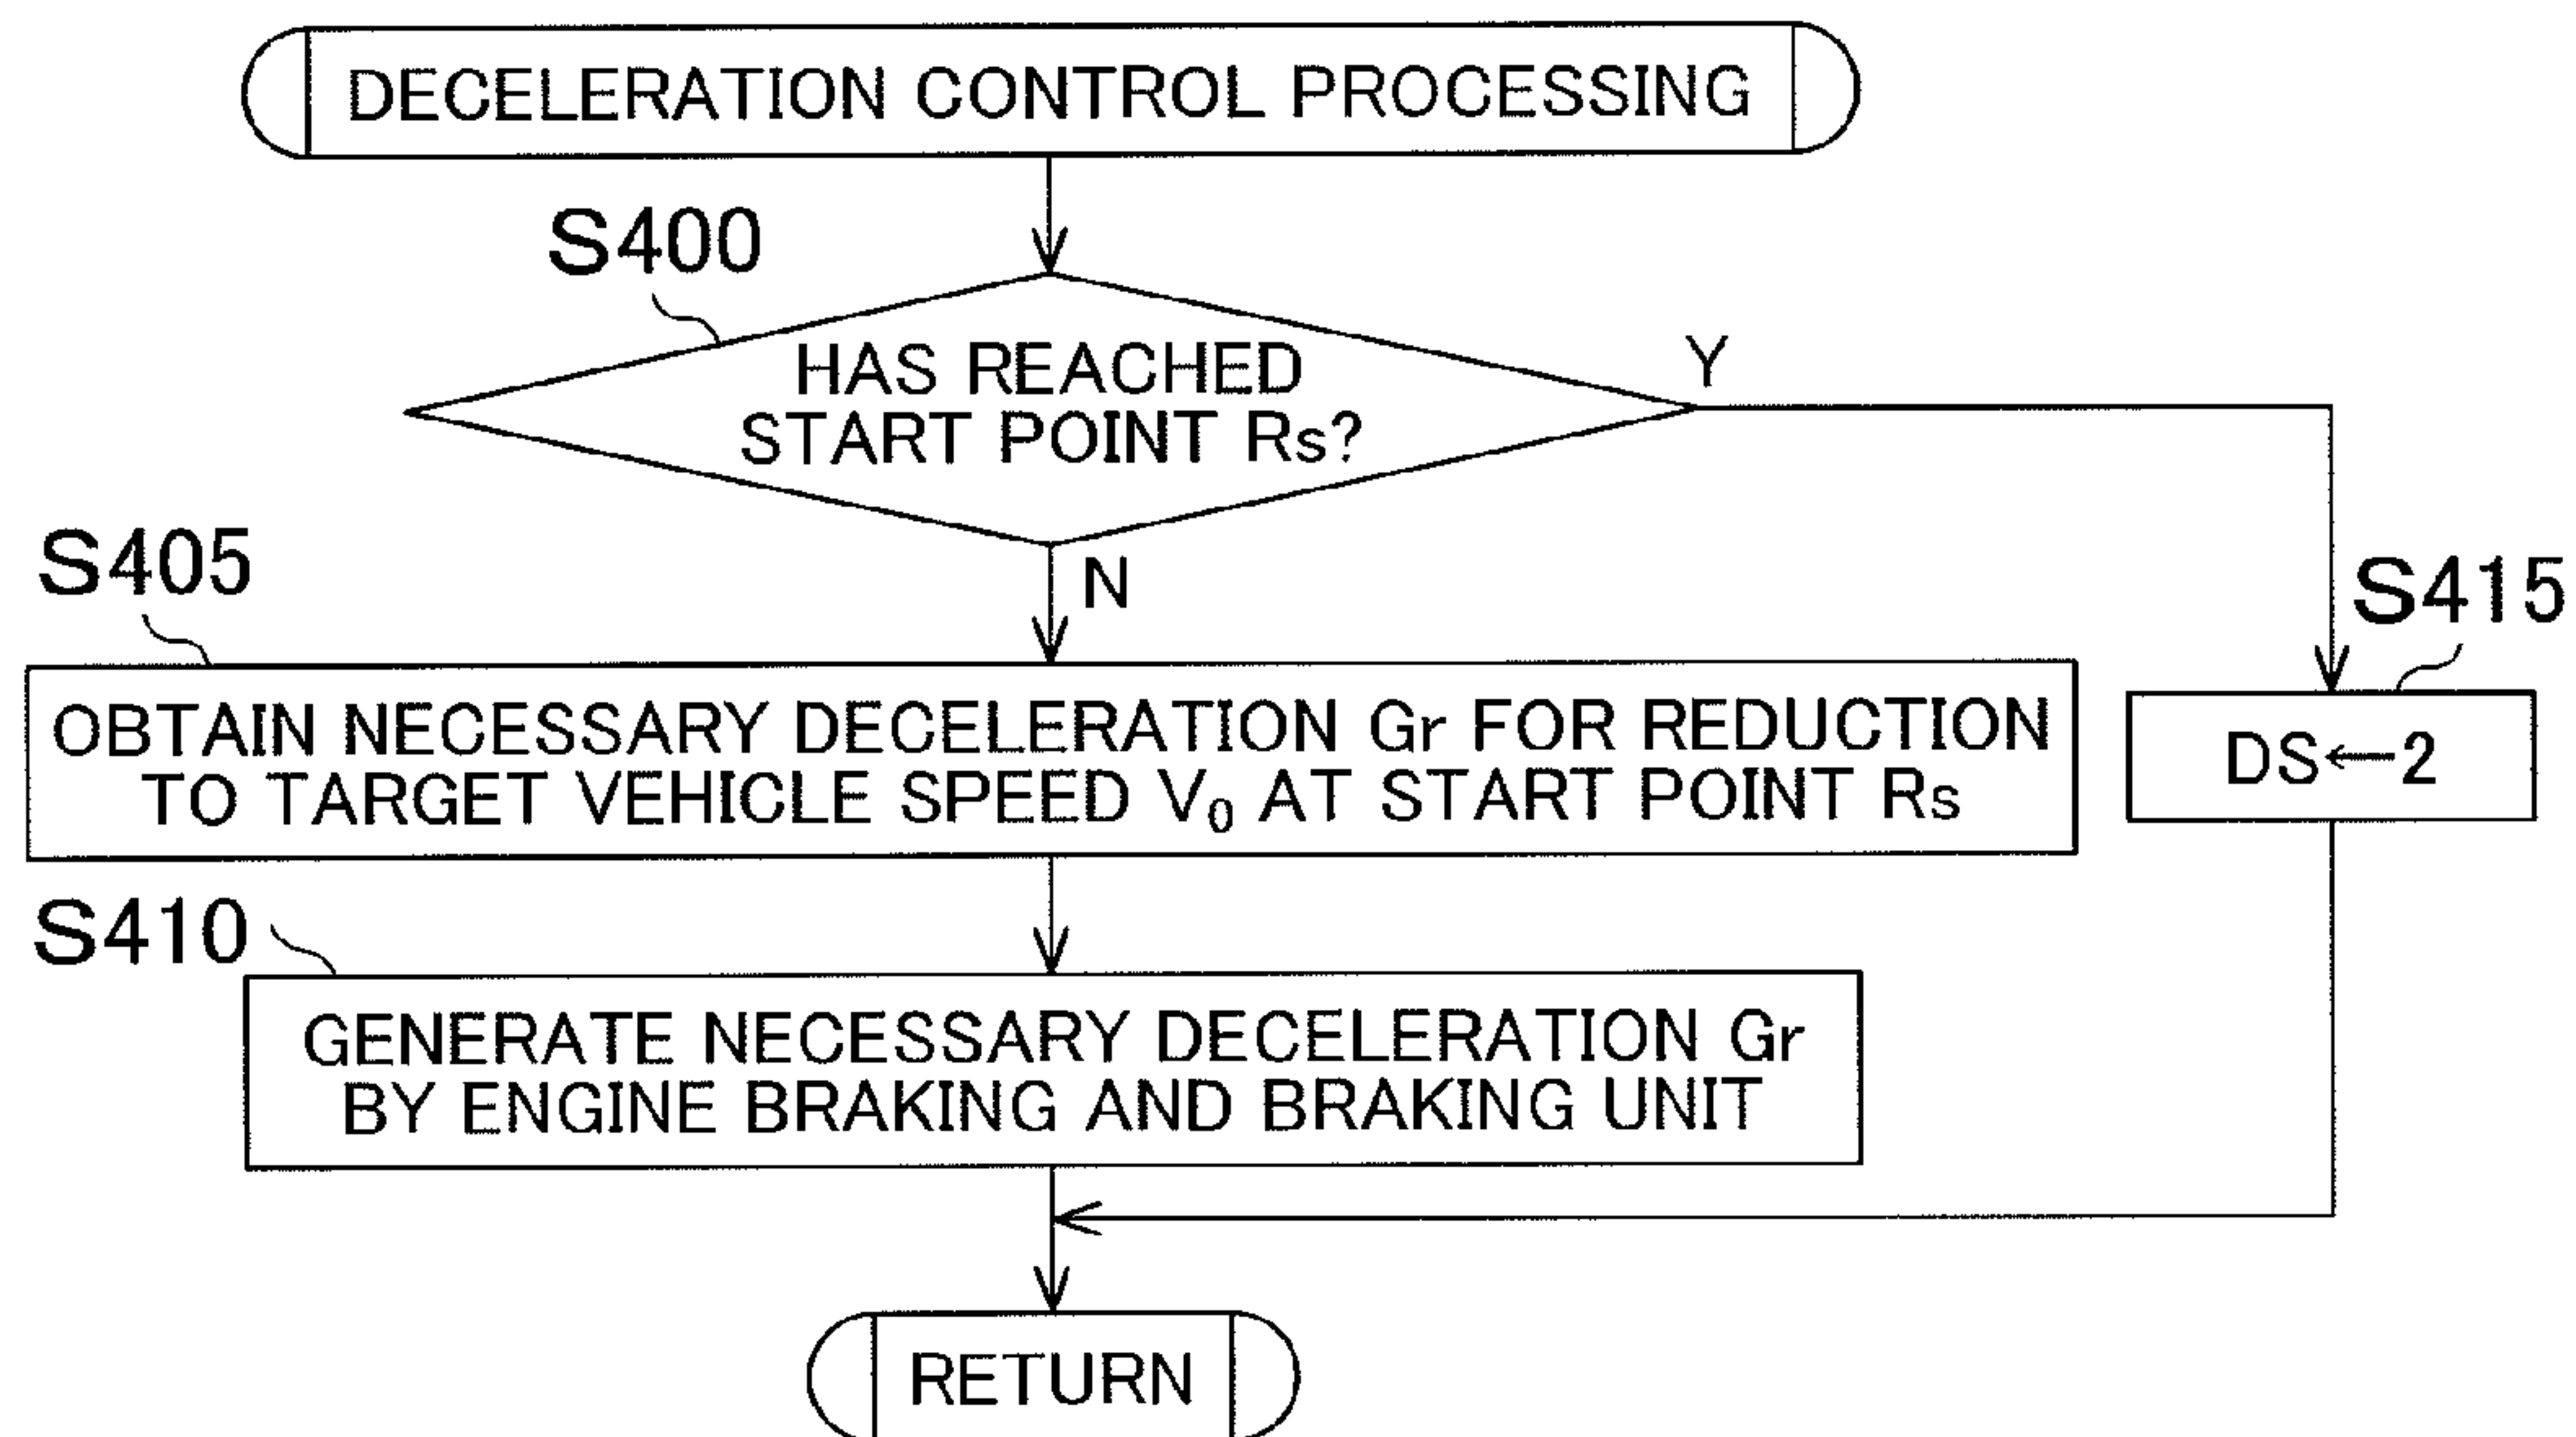 DECELERATION CONTROL PROCESSING
S400
HAS REACHED
START POINT Rs?
Y
N
S405
OBTAIN NECESSARY DECELERATION Gr FOR REDUCTION
TO TARGET VEHICLE SPEED V₀ AT START POINT Rs
S415
DS←2
S410
GENERATE NECESSARY DECELERATION Gr
BY ENGINE BRAKING AND BRAKING UNIT
RETURN